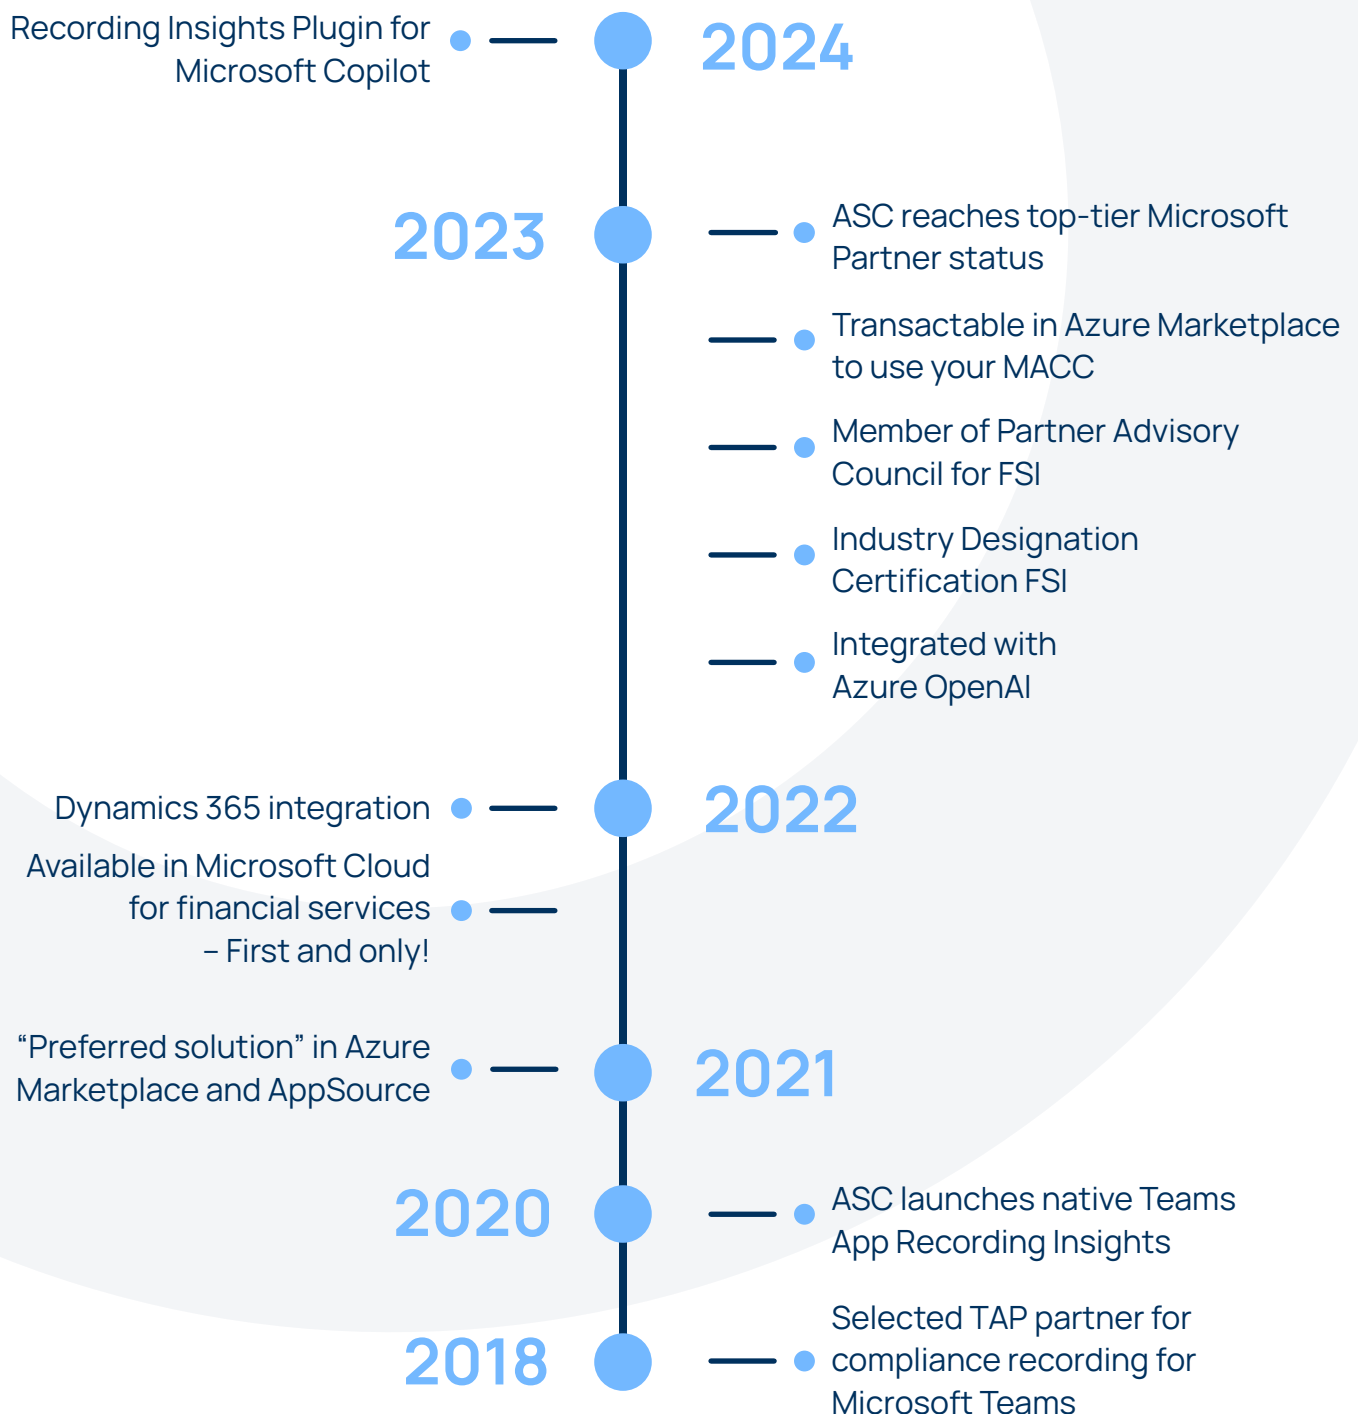 Recording Insights Plugin for
Microsoft Copilot
2024
2023
ASC reaches top-tier Microsoft
Partner status
Transactable in Azure Marketplace
to use your MACC
Member of Partner Advisory
Council for FSI
Industry Designation
Certification FSI
Integrated with
Azure OpenAI
2022
Dynamics 365 integration
Available in Microsoft Cloud
for financial services
– First and only!
2021
“Preferred solution” in Azure
Marketplace and AppSource
2020
ASC launches native Teams
App Recording Insights
2018
Selected TAP partner for
compliance recording for
Microsoft Teams